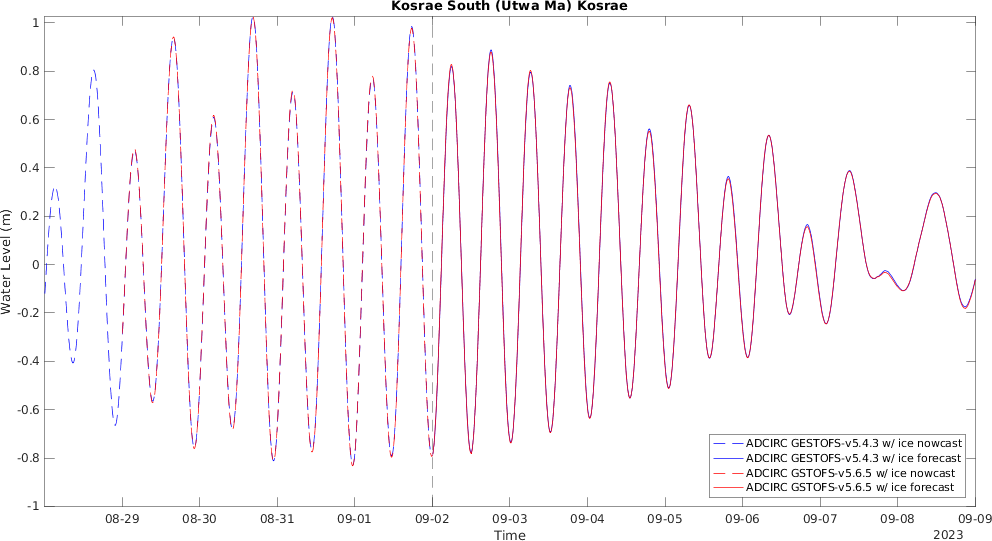 Kosrae South (Utwa Ma) Kosrae
Water Level (m)
1
0.8
0.6
0.4
0.2
0
-0.2
-0.4
-0.6
-0.8
-1
ADCIRC GESTOFS-v5.4.3 w/ ice nowcast
ADCIRC GESTOFS-v5.4.3 w/ ice forecast
ADCIRC GSTOFS-v5.6.5 w/ ice nowcast
ADCIRC GSTOFS-v5.6.5 w/ ice forecast
08-29 08-30 08-31 09-01 09-02 09-03 09-04 09-05 09-06 09-07 09-08 09-09
Time
2023